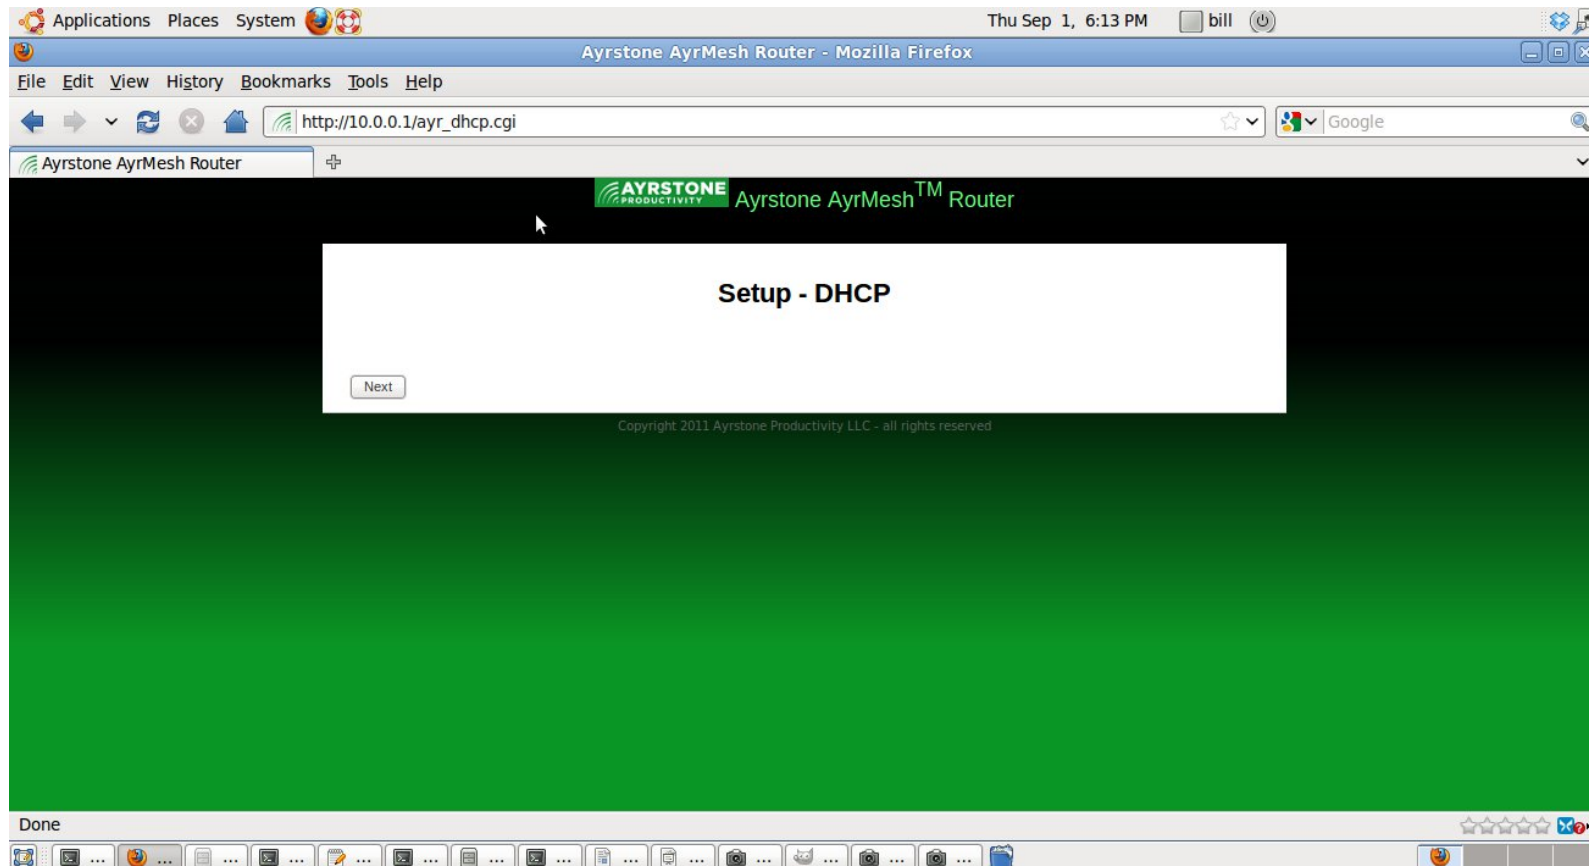 Applications Places System Thu Sep 1, 6:13 PM bill
Ayrstone AyrMesh Router - Mozilla Firefox
File Edit View History Bookmarks Tools Help
http://10.0.0.1/ayr_dhcp.cgi Google
Ayrstone AyrMesh Router
AYRSTONE PRODUCTIVITY Ayrstone AyrMesh™ Router
Setup - DHCP
Next
Copyright 2011 Ayrstone Productivity LLC - all rights reserved
Done
... ... ... ... ... ... ... ... ... ... ... ... ... ...